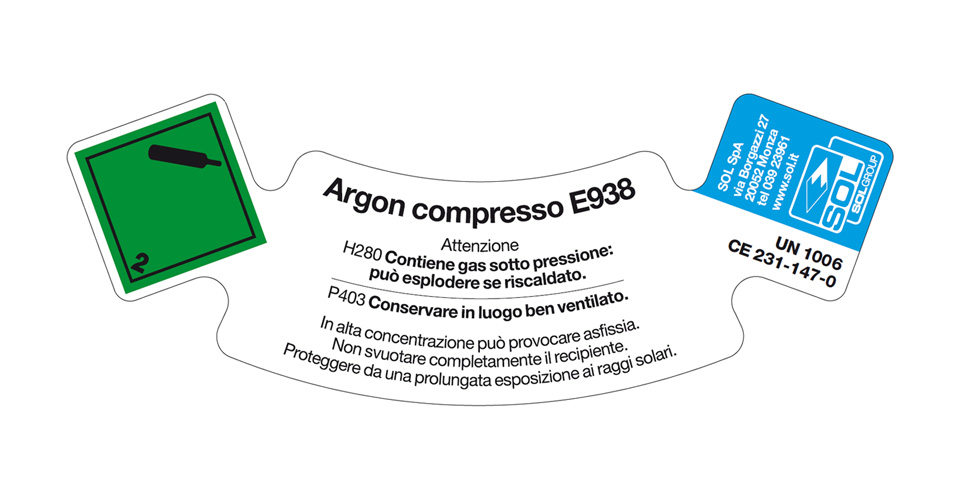 2
Argon compresso E938
Attenzione
H280 Contiene gas sotto pressione:
può esplodere se riscaldato.
P403 Conservare in luogo ben ventilato.
In alta concentrazione può provocare asfissia.
Non svuotare completamente il recipiente.
Proteggere da una prolungata esposizione ai raggi solari.
SOL SpA
via Borgazzi 27
20052 Monza
tel 039 23961
www.sol.it
SOL
SOLGROUP
UN 1006
CE 231-147-0